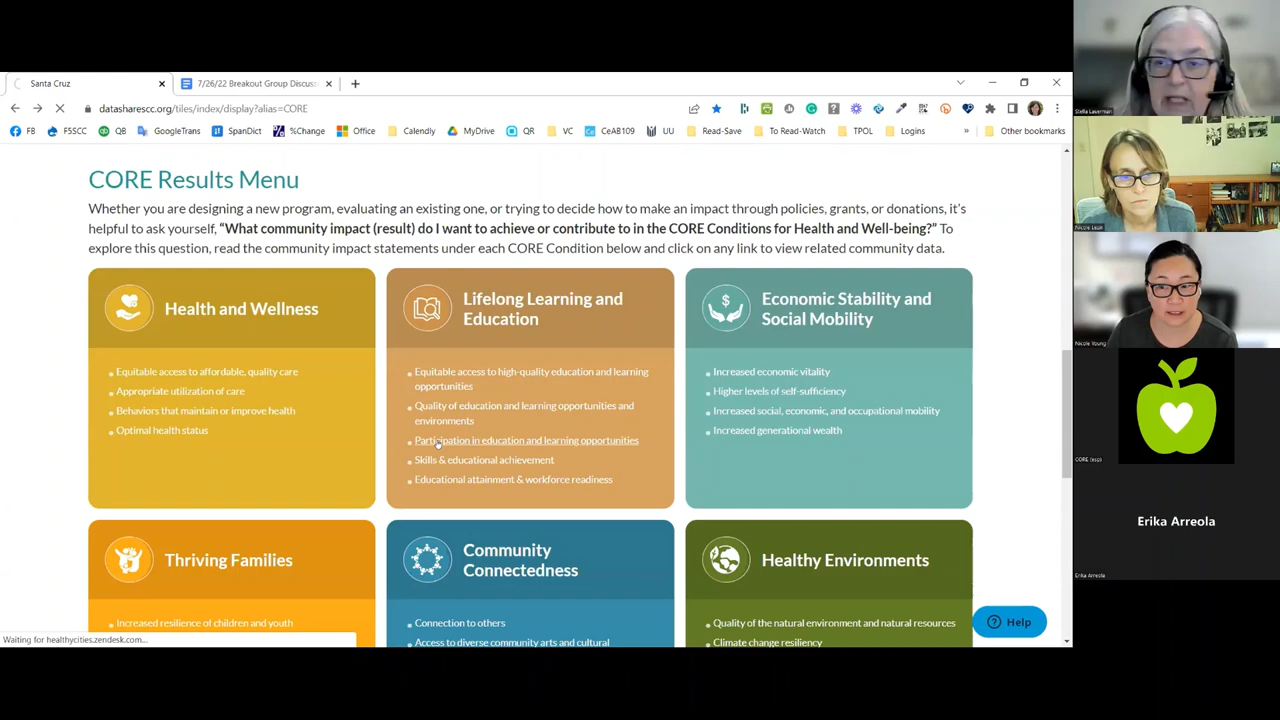 Santa Cruz
7/26/22 Breakout Group Discuss
datasharescc.org/tiles/index/display?alias=CORE
FB
F5SCC
QB
GoogleTrans
SpanDict
%Change
Office
Calendly
MyDrive
QR
VC
CeAB109
UU
Read-Save
To Read-Watch
TPOL
Logins
»
Other bookmarks
CORE Results Menu
Whether you are designing a new program, evaluating an existing one, or trying to decide how to make an impact through policies, grants, or donations, it's
helpful to ask yourself, “What community impact (result) do I want to achieve or contribute to in the CORE Conditions for Health and Well-being?” To
explore this question, read the community impact statements under each CORE Condition below and click on any link to view related community data.
Health and Wellness
Equitable access to affordable, quality care
Appropriate utilization of care
Behaviors that maintain or improve health
Optimal health status
Lifelong Learning and
Education
Equitable access to high-quality education and learning
opportunities
Quality of education and learning opportunities and
environments
Participation in education and learning opportunities
Skills & educational achievement
Educational attainment & workforce readiness
Economic Stability and
Social Mobility
Increased economic vitality
Higher levels of self-sufficiency
Increased social, economic, and occupational mobility
Increased generational wealth
Thriving Families
Increased resilience of children and youth
Community
Connectedness
Connection to others
Access to diverse community arts and cultural
Healthy Environments
Quality of the natural environment and natural resources
Climate change resiliency
Help
Waiting for healthycities.zendesk.com...
Nicole Young
Erika Arreola
Erika Arreola